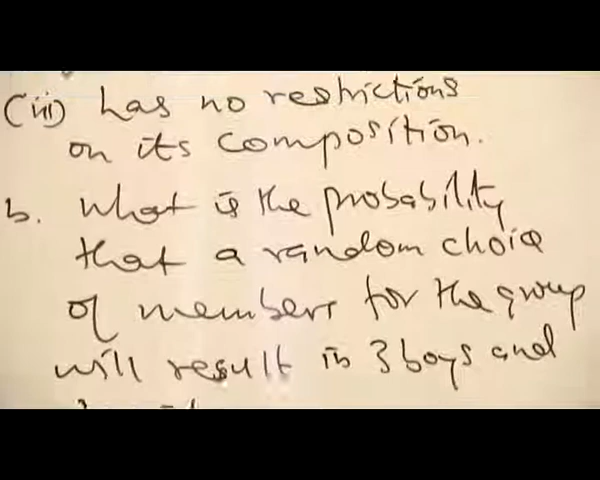 (iii) has no restrictions
on its composition.
b. What is the probability
that a random choice
of members for the group
will result in 3 boys and